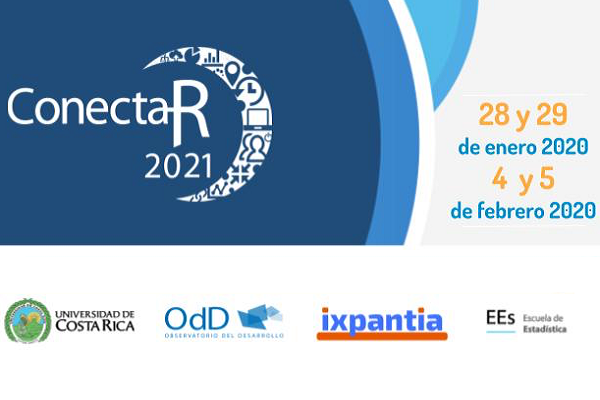 ConectaR
2021
28 y 29
de enero 2020
4 y 5
de febrero 2020
UNIVERSIDAD DE
COSTA RICA
OdD
OBSERVATORIO DEL DESARROLLO
ixpantia
EEs
Escuela de
Estadística